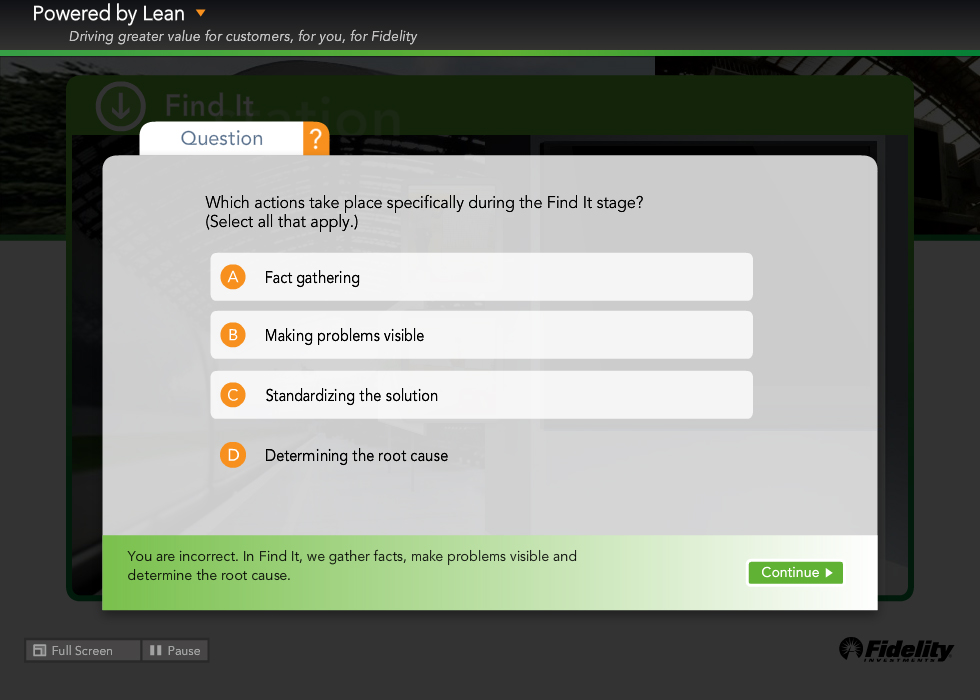 Powered by Lean
Driving greater value for customers, for you, for Fidelity
Find It
Question ?
Which actions take place specifically during the Find It stage?
(Select all that apply.)
A Fact gathering
B Making problems visible
C Standardizing the solution
D Determining the root cause
You are incorrect. In Find It, we gather facts, make problems visible and
determine the root cause.
Continue
Full Screen
Pause
Fidelity
INVESTMENTS